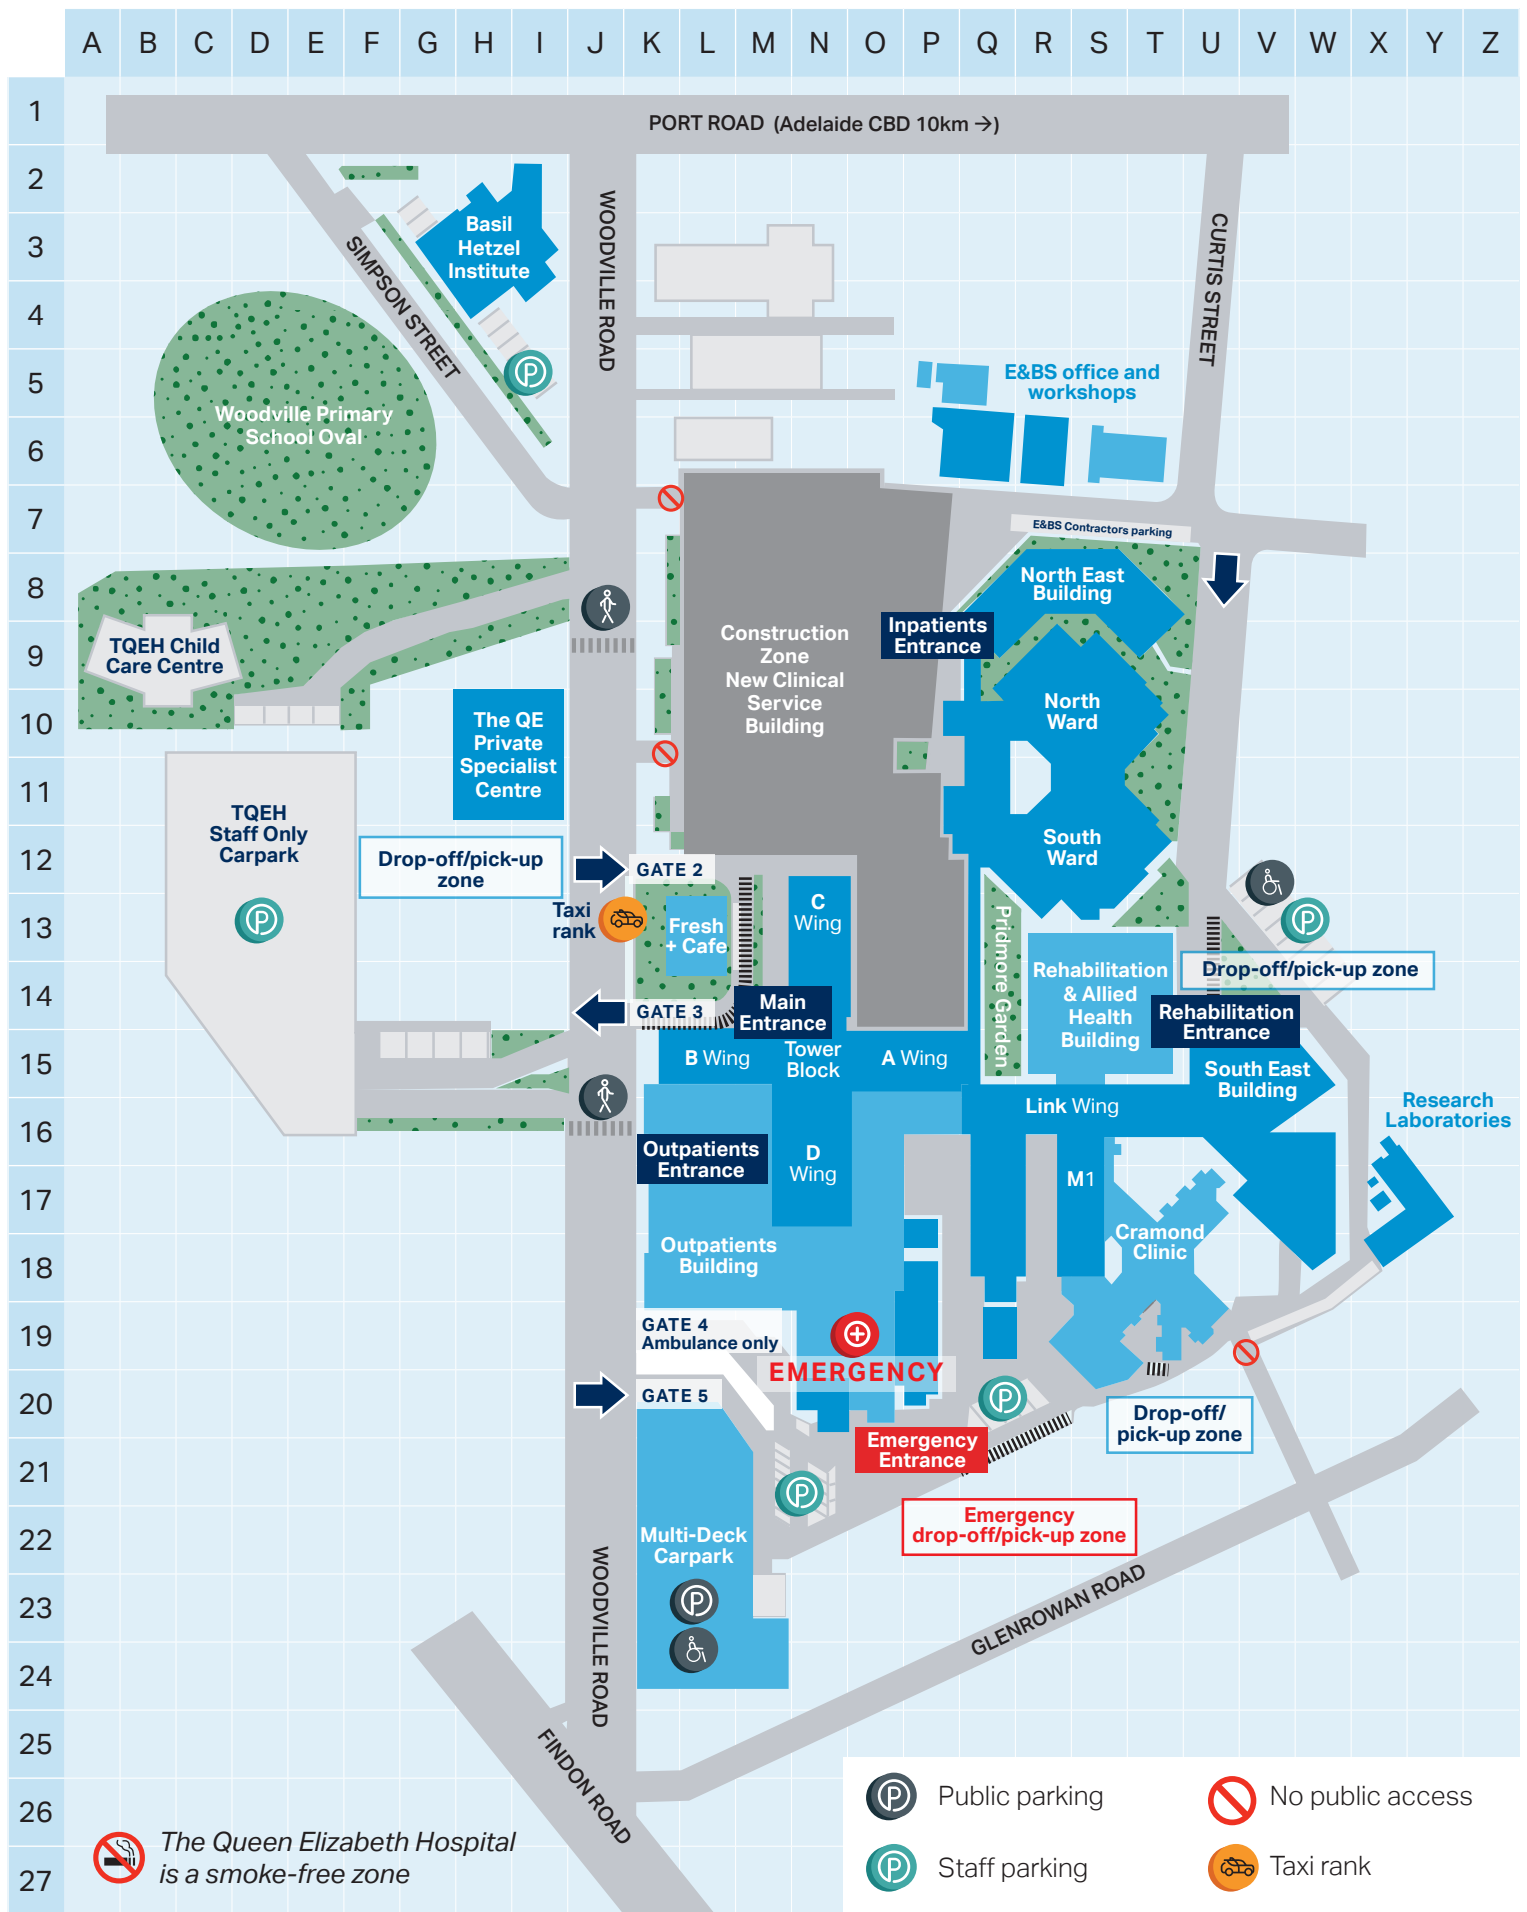 A B C D E F G H I J K L M N O P Q R S T U V W X Y Z
1
2
3
4
5
6
7
8
9
10
11
12
13
14
15
16
17
18
19
20
21
22
23
24
25
26
27
PORT ROAD (Adelaide CBD 10km →)
WOODVILLE ROAD
SIMPSON STREET
CURTIS STREET
Basil
Hetzel
Institute
Woodville Primary
School Oval
E&BS office and
workshops
E&BS Contractors parking
North East
Building
Inpatients
Entrance
Construction
Zone
New Clinical
Service
Building
TQEH Child
Care Centre
North
Ward
The QE
Private
Specialist
Centre
TQEH
Staff Only
Carpark
South
Ward
Drop-off/pick-up
zone
GATE 2
Taxi
rank
Fresh
+ Cafe
C
Wing
Pridmore Garden
Rehabilitation
& Allied
Health
Building
Drop-off/pick-up zone
Rehabilitation
Entrance
GATE 3
Main
Entrance
B Wing
Tower
Block
A Wing
South East
Building
Link Wing
Research
Laboratories
Outpatients
Entrance
D
Wing
M1
Cramond
Clinic
Outpatients
Building
GATE 4
Ambulance only
EMERGENCY
GATE 5
Drop-off/
pick-up zone
Emergency
Entrance
Emergency
drop-off/pick-up zone
Multi-Deck
Carpark
P
WOODVILLE ROAD
GLENROWAN ROAD
FINDON ROAD
The Queen Elizabeth Hospital
is a smoke-free zone
P Public parking
No public access
P Staff parking
Taxi rank